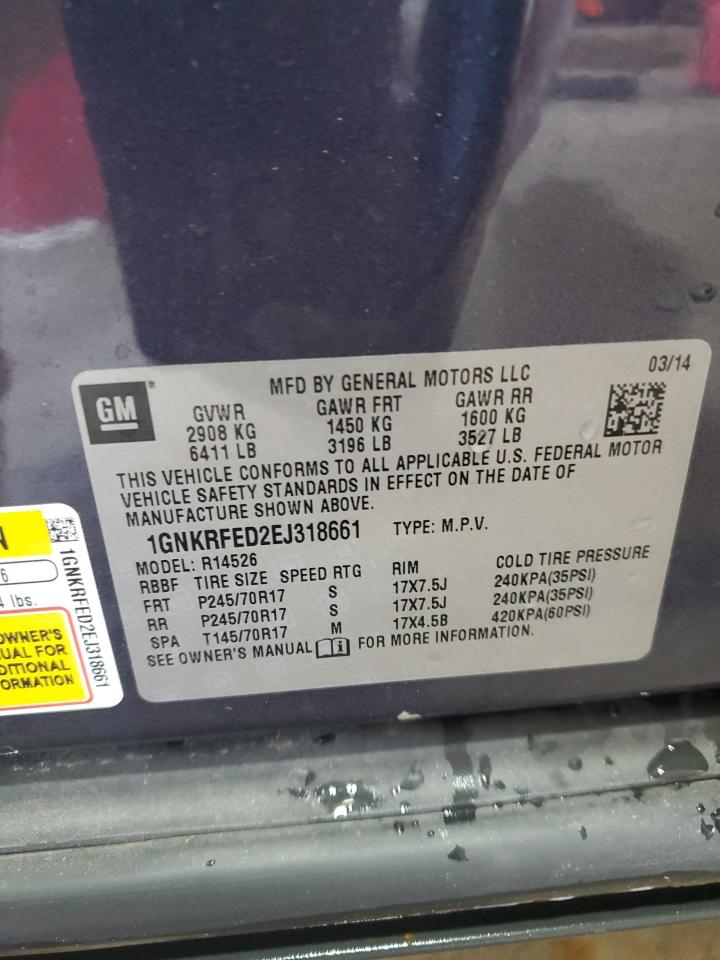 GM
MFD BY GENERAL MOTORS LLC
03/14
GVWR GAWR FRT GAWR RR
2908 KG 1450 KG 1600 KG
6411 LB 3196 LB 3527 LB
THIS VEHICLE CONFORMS TO ALL APPLICABLE U.S. FEDERAL MOTOR
VEHICLE SAFETY STANDARDS IN EFFECT ON THE DATE OF
MANUFACTURE SHOWN ABOVE.
1GNKRFED2EJ318661 TYPE: M.P.V.
MODEL: R14526
RBBF TIRE SIZE SPEED RTG RIM COLD TIRE PRESSURE
FRT P245/70R17 S 17X7.5J 240KPA(35PSI)
RR P245/70R17 S 17X7.5J 240KPA(35PSI)
SPA T145/70R17 M 17X4.5B 420KPA(60PSI)
SEE OWNER'S MANUAL i FOR MORE INFORMATION.
N
6
lbs.
OWNER'S
UAL FOR
DITIONAL
ORMATION
1GNKRFED2EJ318661